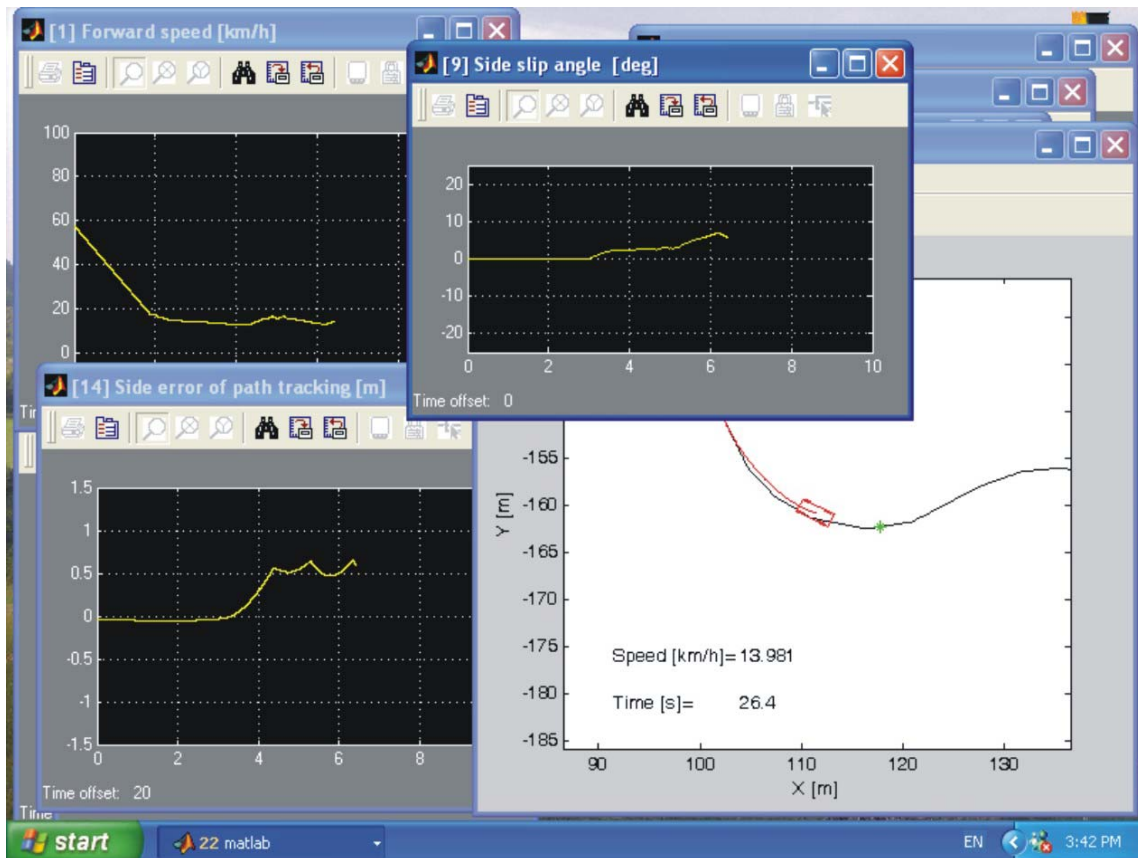 [1] Forward speed [km/h]
100
80
60
40
20
0
[9] Side slip angle [deg]
20
10
0
-10
-20
0 2 4 6 8 10
Time offset: 0
[14] Side error of path tracking [m]
1.5
1
0.5
0
-0.5
-1
-1.5
0 2 4 6 8
Time offset: 20
Time
-155
-160
-165
-170
-175
-180
-185
Y [m]
Speed [km/h]= 13.981
Time [s]= 26.4
90 100 110 120 130
X [m]
start
22 matlab
EN
3:42 PM